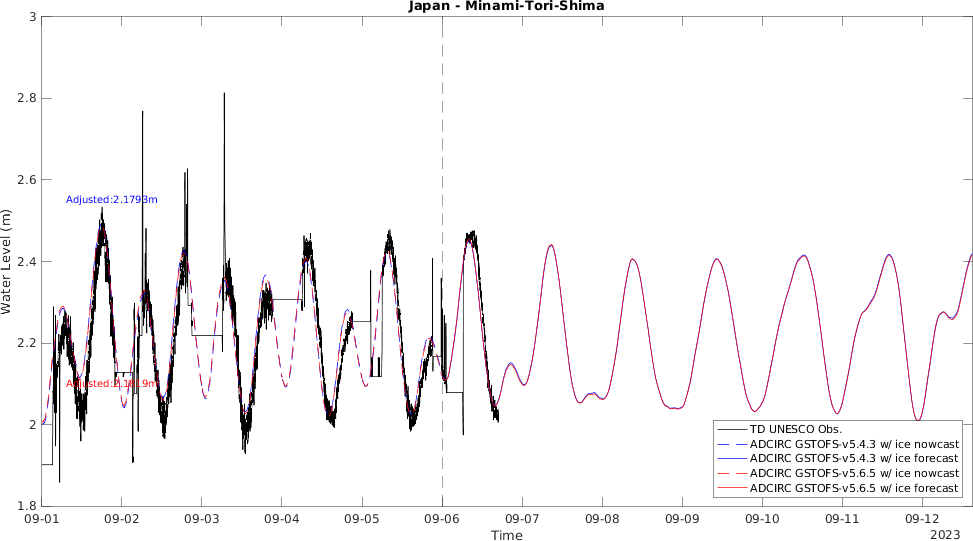 Japan - Minami-Tori-Shima
Water Level (m)
3
2.8
2.6
2.4
2.2
2
1.8
Adjusted:2.1793m
Adjusted:2.1819m
TD UNESCO Obs.
ADCIRC GSTOFS-v5.4.3 w/ ice nowcast
ADCIRC GSTOFS-v5.4.3 w/ ice forecast
ADCIRC GSTOFS-v5.6.5 w/ ice nowcast
ADCIRC GSTOFS-v5.6.5 w/ ice forecast
09-01 09-02 09-03 09-04 09-05 09-06 09-07 09-08 09-09 09-10 09-11 09-12
Time
2023